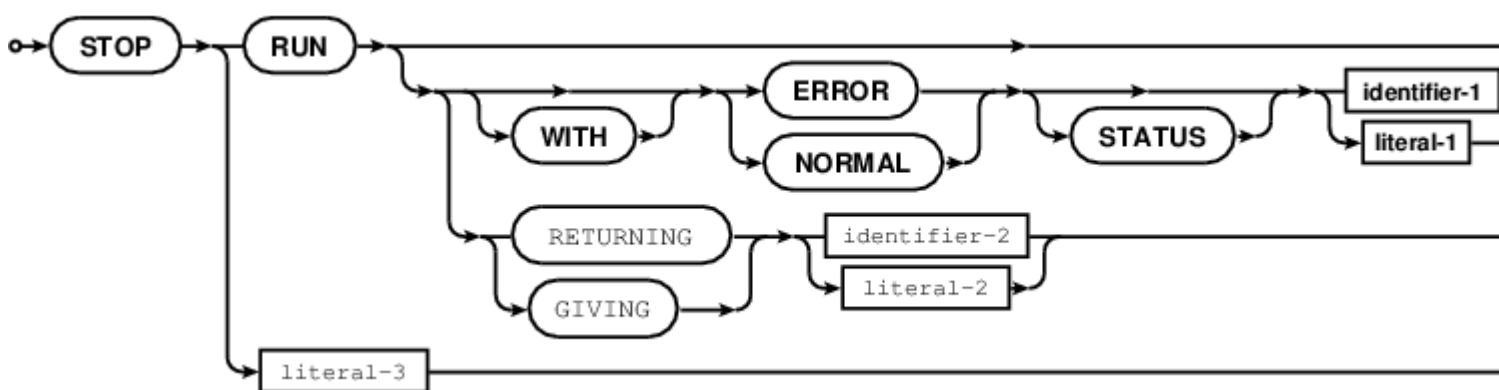 STOP RUN
ERROR identifier-1
WITH STATUS literal-1
NORMAL
RETURNING identifier-2
literal-2
GIVING
literal-3